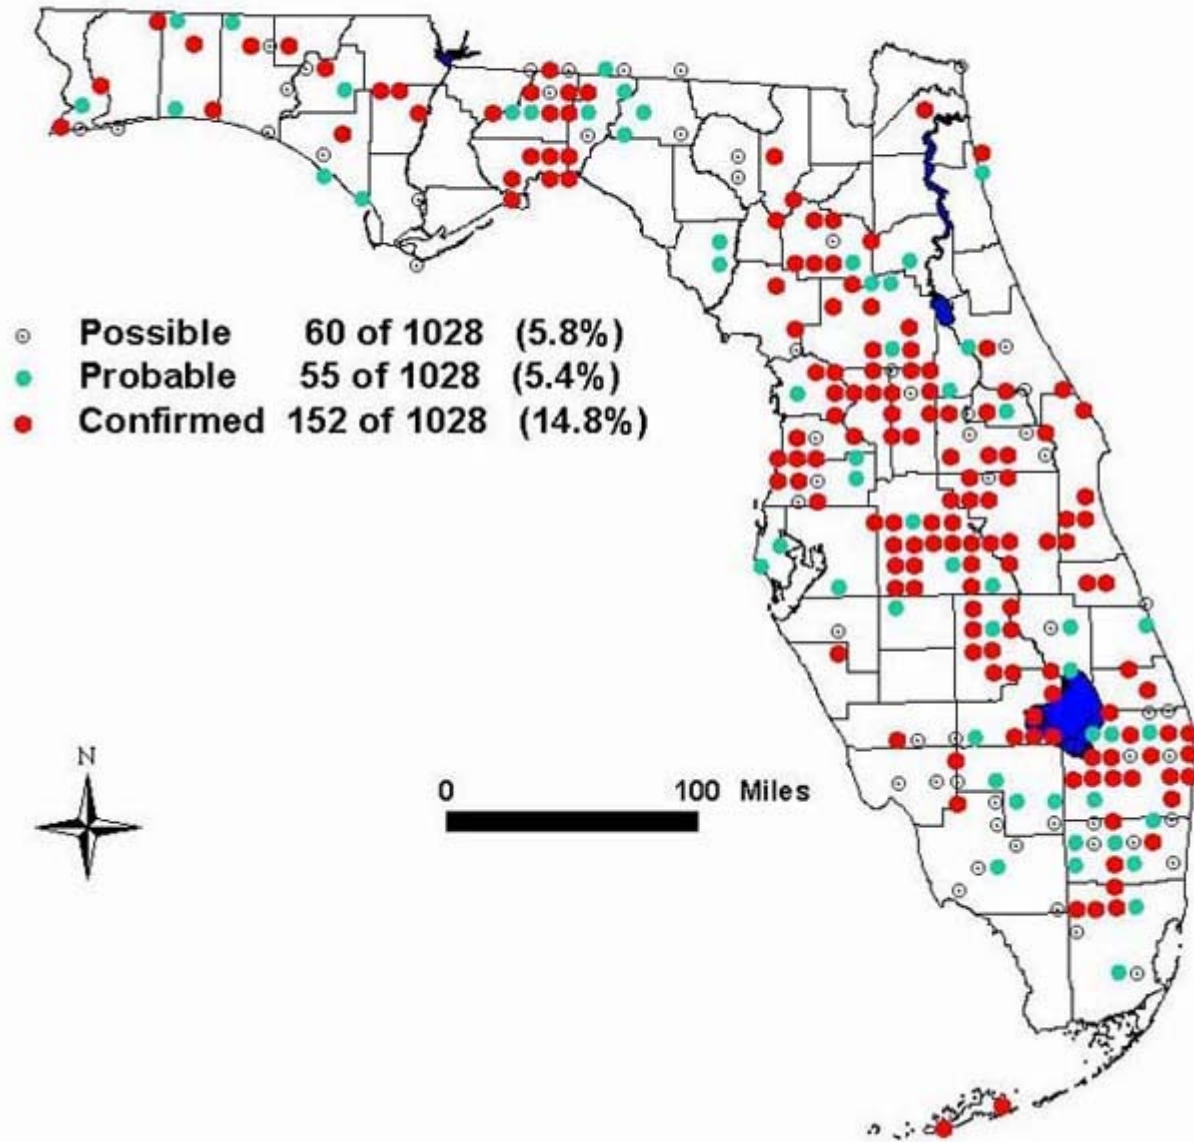 Possible 60 of 1028 (5.8%)
Probable 55 of 1028 (5.4%)
Confirmed 152 of 1028 (14.8%)
N
0 100 Miles